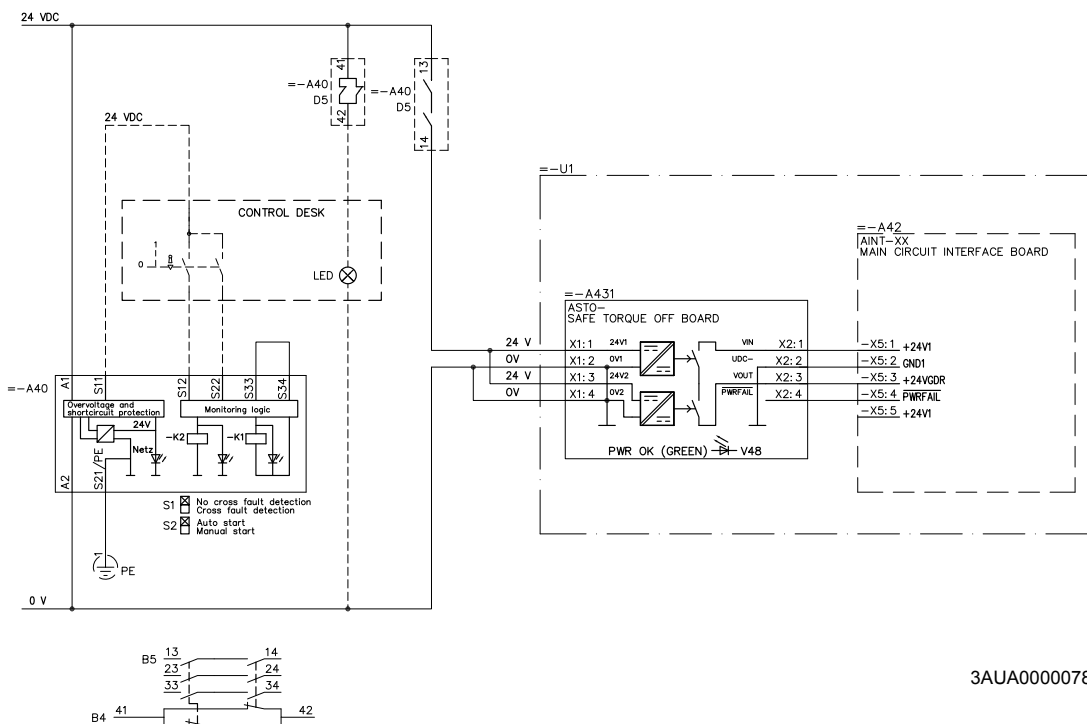 24 VDC
=-A40
D5
41
42
=-A40
D5
13
14
24 VDC
CONTROL DESK
1
0
LED
=-U1
=-A42
AINT-XX
MAIN CIRCUIT INTERFACE BOARD
=-A431
ASTO-
SAFE TORQUE OFF BOARD
24 V X1:1 24V1 VIN X2:1 -X5:1 +24V1
0V X1:2 0V1 UDC- X2:2 -X5:2 GND1
24 V X1:3 24V2 VOUT X2:3 -X5:3 +24VGDR
0V X1:4 0V2 PWRFAIL X2:4 -X5:4 PWRFAIL
-X5:5 +24V1
PWR OK (GREEN) V48
=-A40
A1 S11 S12 S22 S33 S34
Overvoltage and
shortcircuit protection
Monitoring logic
24V
Netz
-K2
-K1
A2
S21
/PE
S1 No cross fault detection
Cross fault detection
S2 Auto start
Manual start
1
PE
0 V
B5 13 14
23 24
33 34
B4 41 42
3AUA0000078